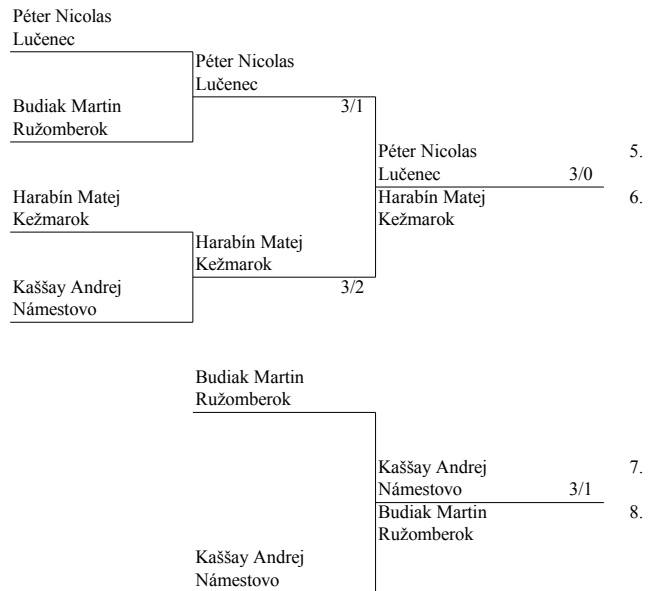 Péter Nicolas
Lučenec
Péter Nicolas
Lučenec
Budiak Martin
3/1
Ružomberok
Péter Nicolas 5.
Lučenec 3/0
Harabín Matej
Harabín Matej 6.
Kežmarok
Kežmarok
Harabín Matej
Kežmarok
Kaššay Andrej
3/2
Námestovo
Budiak Martin
Ružomberok
Kaššay Andrej 7.
Námestovo 3/1
Budiak Martin 8.
Ružomberok
Kaššay Andrej
Námestovo